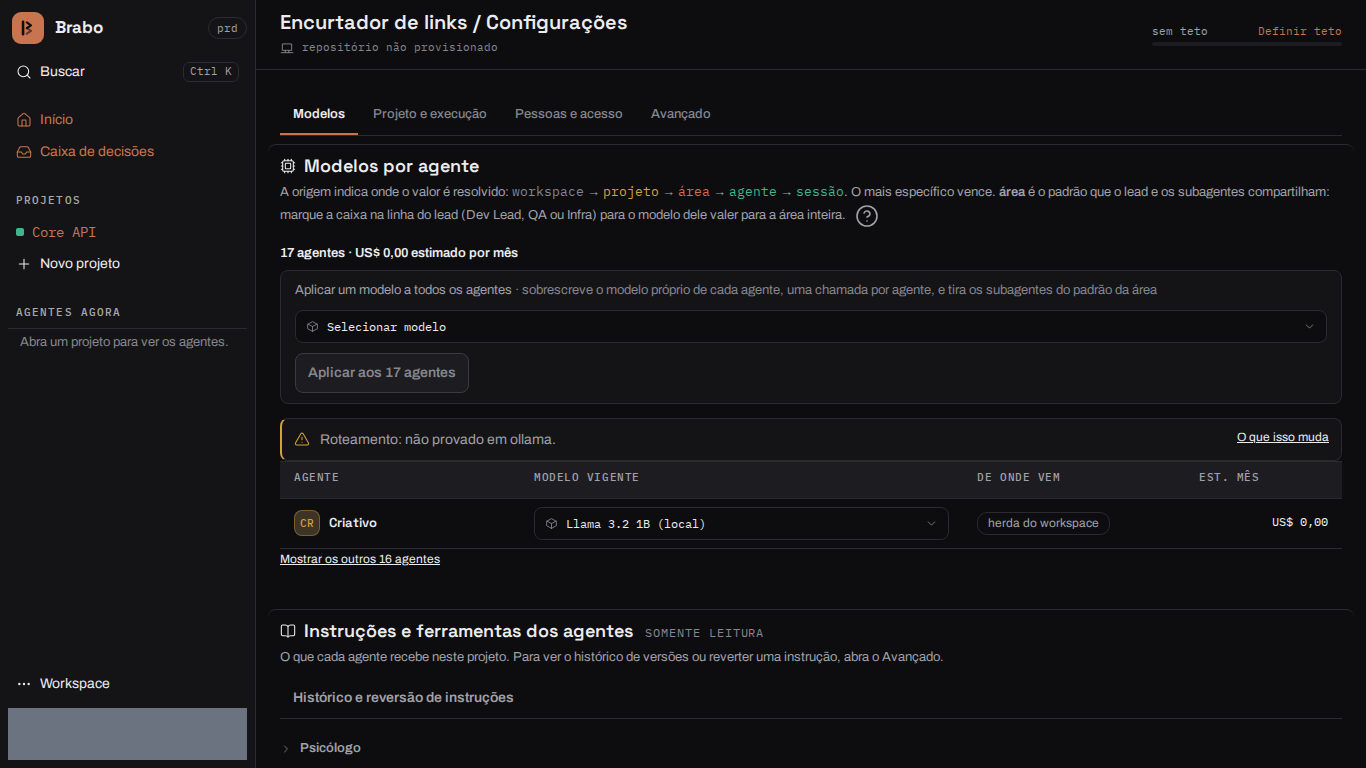 Brabo
prd
Buscar
Ctrl K
Início
Caixa de decisões
PROJETOS
Core API
Novo projeto
AGENTES AGORA
Abra um projeto para ver os agentes.
Workspace
Encurtador de links / Configurações
repositório não provisionado
sem teto
Definir teto
Modelos
Projeto e execução
Pessoas e acesso
Avançado
Modelos por agente
A origem indica onde o valor é resolvido: workspace → projeto → área → agente → sessão. O mais específico vence. área é o padrão que o lead e os subagentes compartilham:
marque a caixa na linha do lead (Dev Lead, QA ou Infra) para o modelo dele valer para a área inteira. ?
17 agentes · US$ 0,00 estimado por mês
Aplicar um modelo a todos os agentes · sobrescreve o modelo próprio de cada agente, uma chamada por agente, e tira os subagentes do padrão da área
Selecionar modelo
Aplicar aos 17 agentes
Roteamento: não provado em ollama.
O que isso muda
AGENTE
MODELO VIGENTE
DE ONDE VEM
EST. MÊS
CR
Criativo
Llama 3.2 1B (local)
herda do workspace
US$ 0,00
Mostrar os outros 16 agentes
Instruções e ferramentas dos agentes
SOMENTE LEITURA
O que cada agente recebe neste projeto. Para ver o histórico de versões ou reverter uma instrução, abra o Avançado.
Histórico e reversão de instruções
Psicólogo